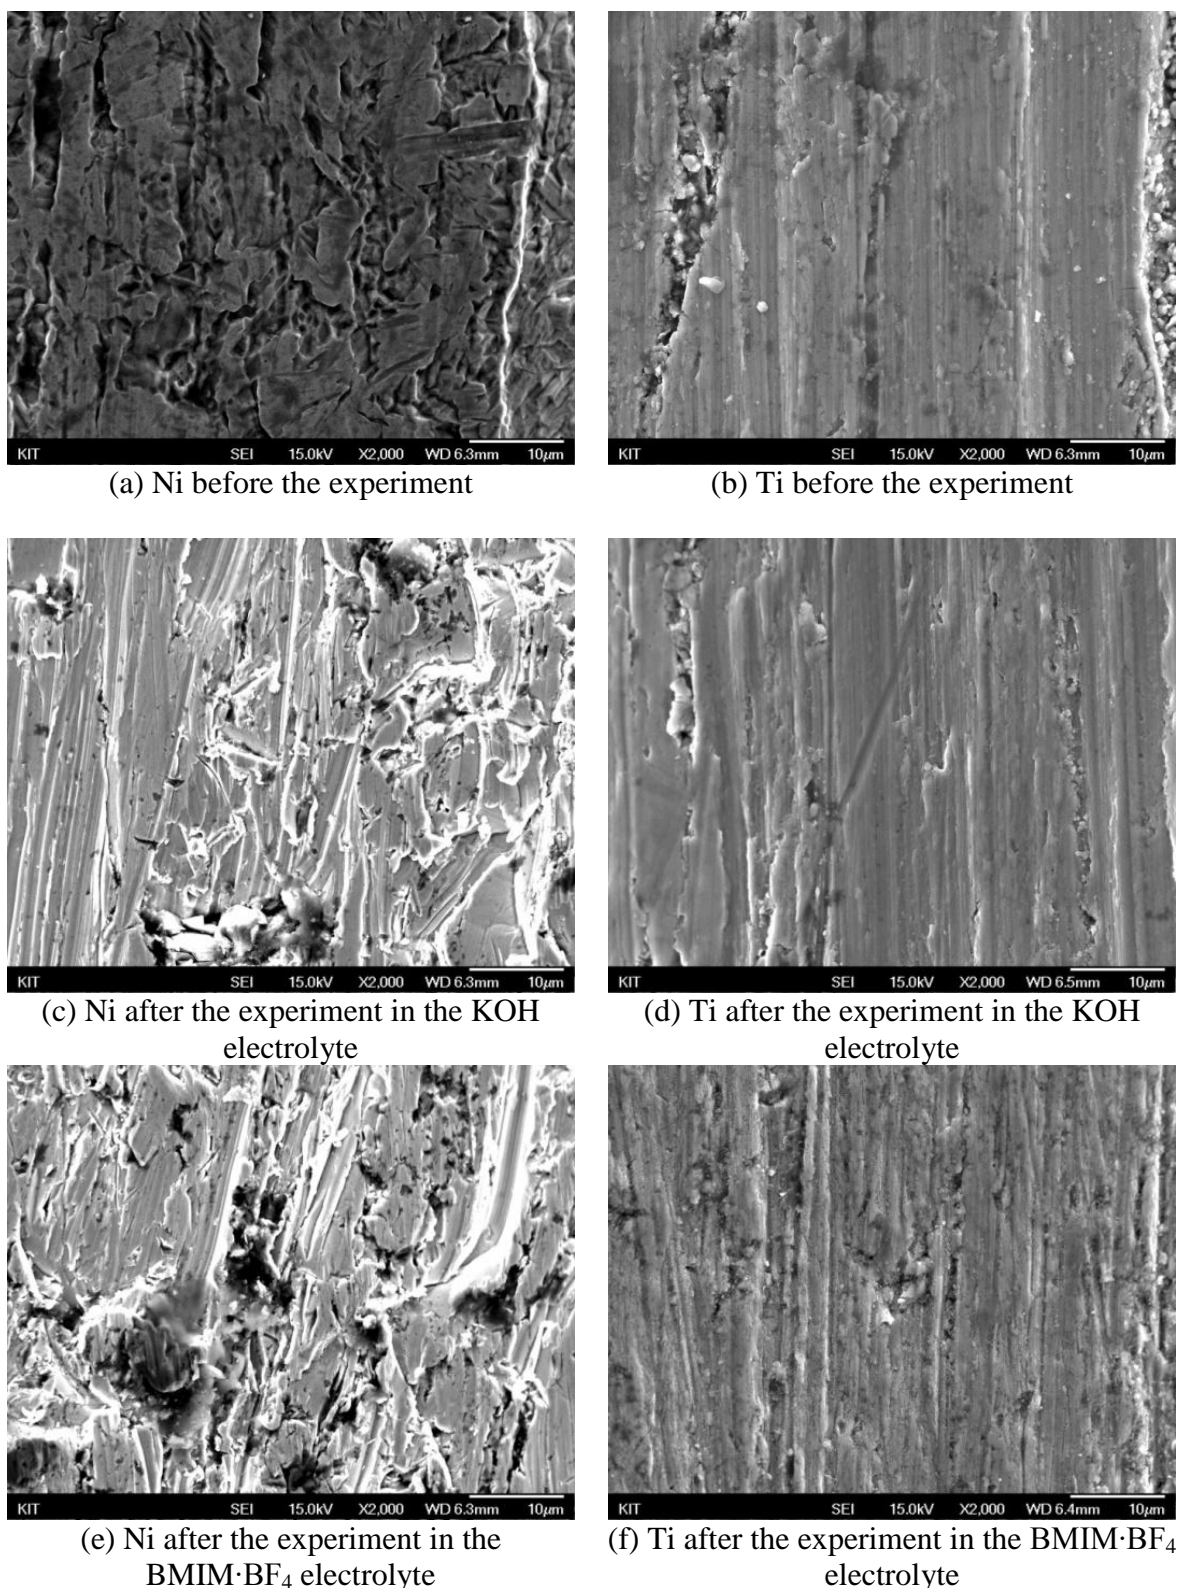 KIT SEI 15.0kV X2,000 WD 6.3mm 10μm
(a) Ni before the experiment
KIT SEI 15.0kV X2,000 WD 6.3mm 10μm
(b) Ti before the experiment
KIT SEI 15.0kV X2,000 WD 6.3mm 10μm
(c) Ni after the experiment in the KOH
electrolyte
KIT SEI 15.0kV X2,000 WD 6.5mm 10μm
(d) Ti after the experiment in the KOH
electrolyte
KIT SEI 15.0kV X2,000 WD 6.3mm 10μm
(e) Ni after the experiment in the
BMIM·BF₄ electrolyte
KIT SEI 15.0kV X2,000 WD 6.4mm 10μm
(f) Ti after the experiment in the BMIM·BF₄
electrolyte